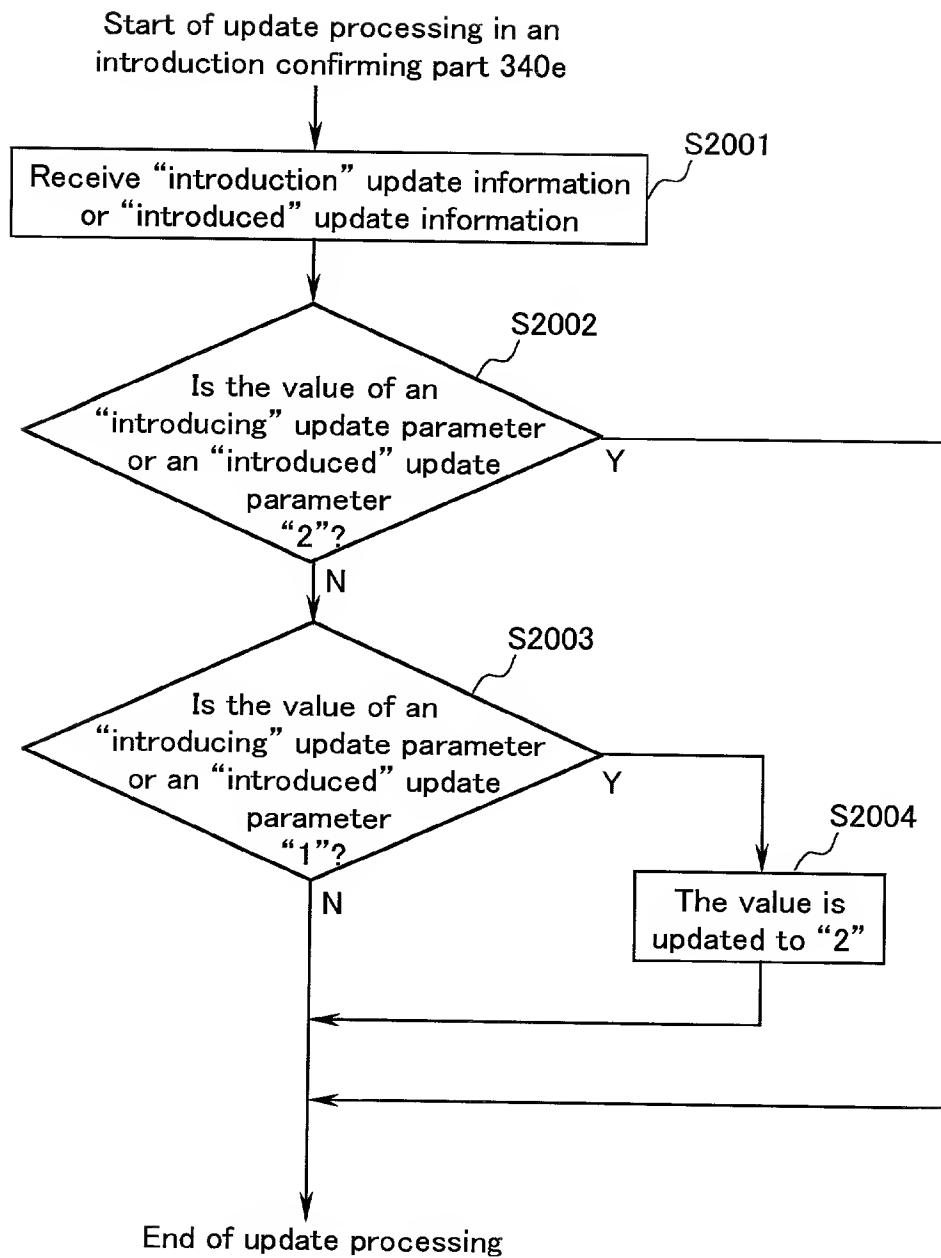 Start of update processing in an
introduction confirming part 340e
S2001
Receive “introduction” update information
or “introduced” update information
S2002
Is the value of an
“introducing” update parameter
or an “introduced” update
parameter
“2”?
Y
N
S2003
Is the value of an
“introducing” update parameter
or an “introduced” update
parameter
“1”?
Y
N
S2004
The value is
updated to “2”
End of update processing